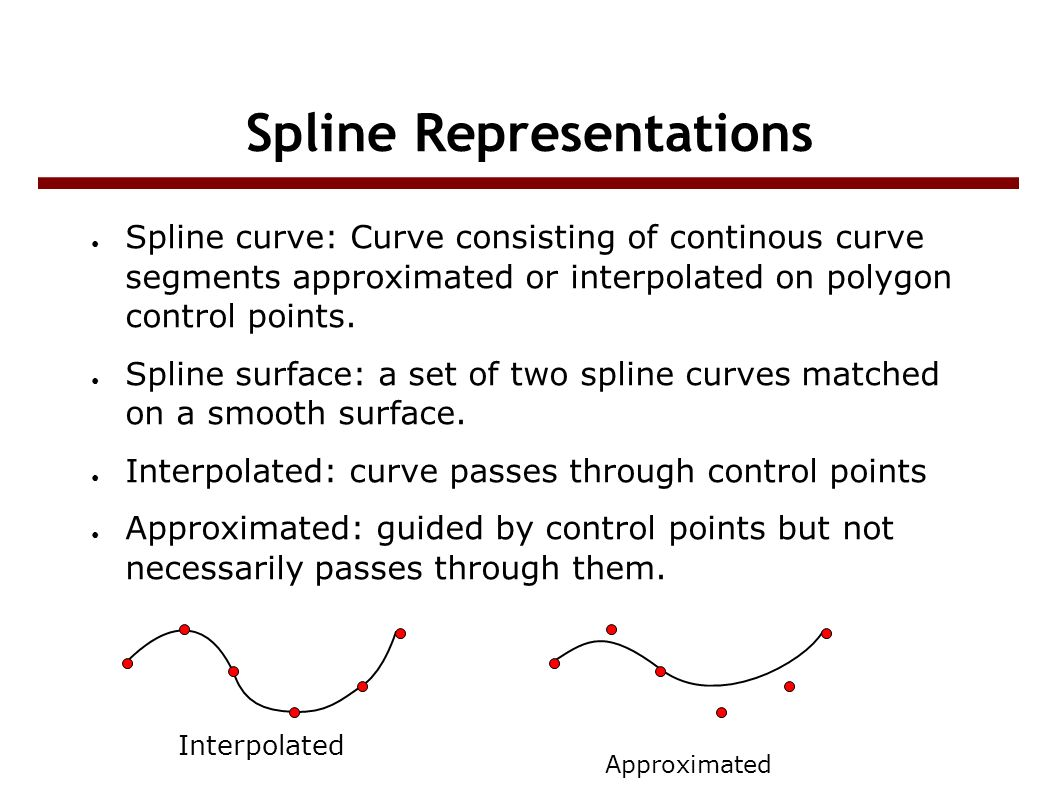 Spline Representations
● Spline curve: Curve consisting of continous curve
segments approximated or interpolated on polygon
control points.
● Spline surface: a set of two spline curves matched
on a smooth surface.
● Interpolated: curve passes through control points
● Approximated: guided by control points but not
necessarily passes through them.
Interpolated
Approximated